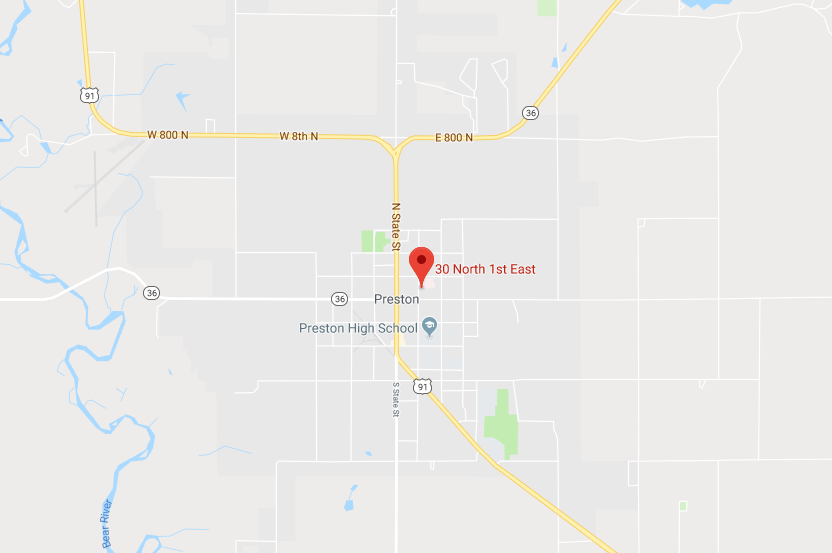 91
W 800 N
W 8th N
E 800 N
36
N State St
30 North 1st East
36
36
Preston
Preston High School
91
S State St
Bear River